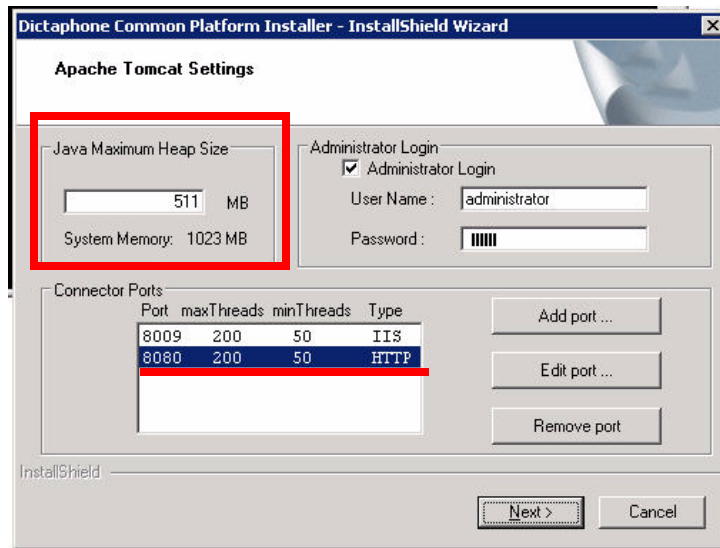 Dictaphone Common Platform Installer - InstallShield Wizard
Apache Tomcat Settings
Java Maximum Heap Size
511 MB
System Memory: 1023 MB
Administrator Login
Administrator Login
User Name : administrator
Password :
Connector Ports
Port maxThreads minThreads Type
8009 200 50 IIS
8080 200 50 HTTP
Add port ...
Edit port ...
Remove port
InstallShield
Next >
Cancel